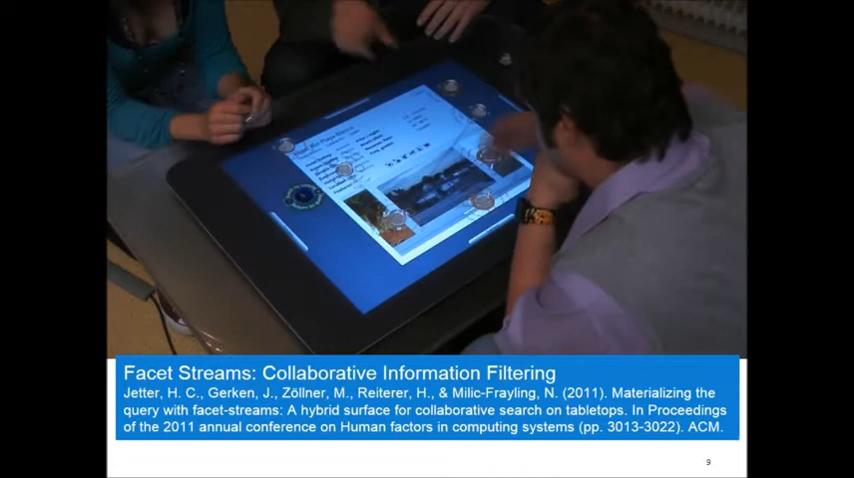 Facet Streams: Collaborative Information Filtering
Jetter, H. C., Gerken, J., Zöllner, M., Reiterer, H., & Milic-Frayling, N. (2011). Materializing the
query with facet-streams: A hybrid surface for collaborative search on tabletops. In Proceedings
of the 2011 annual conference on Human factors in computing systems (pp. 3013-3022). ACM.
9